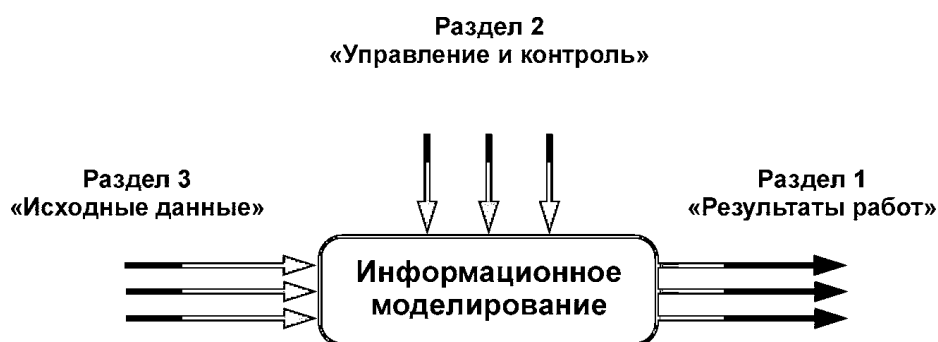 Раздел 2
«Управление и контроль»
Раздел 3
«Исходные данные»
Раздел 1
«Результаты работ»
Информационное
моделирование